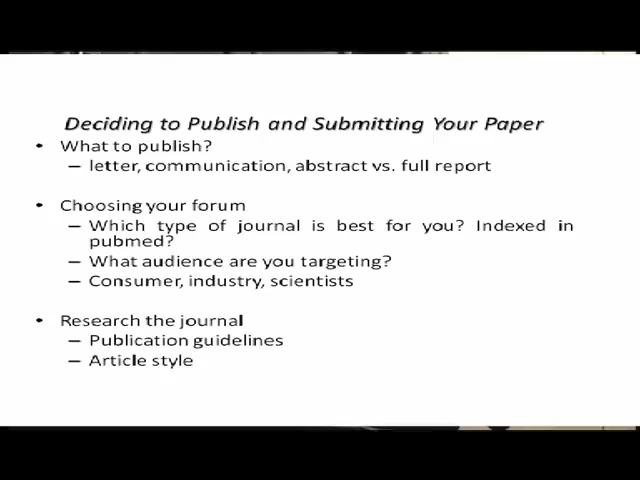 Deciding to Publish and Submitting Your Paper
• What to publish?
– letter, communication, abstract vs. full report
• Choosing your forum
– Which type of journal is best for you? Indexed in
pubmed?
– What audience are you targeting?
– Consumer, industry, scientists
• Research the journal
– Publication guidelines
– Article style